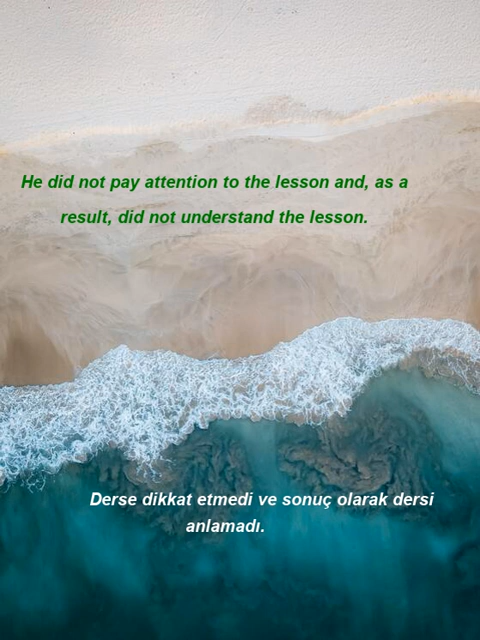 He did not pay attention to the lesson and, as a
result, did not understand the lesson.
Derse dikkat etmedi ve sonuç olarak dersi
anlamadı.